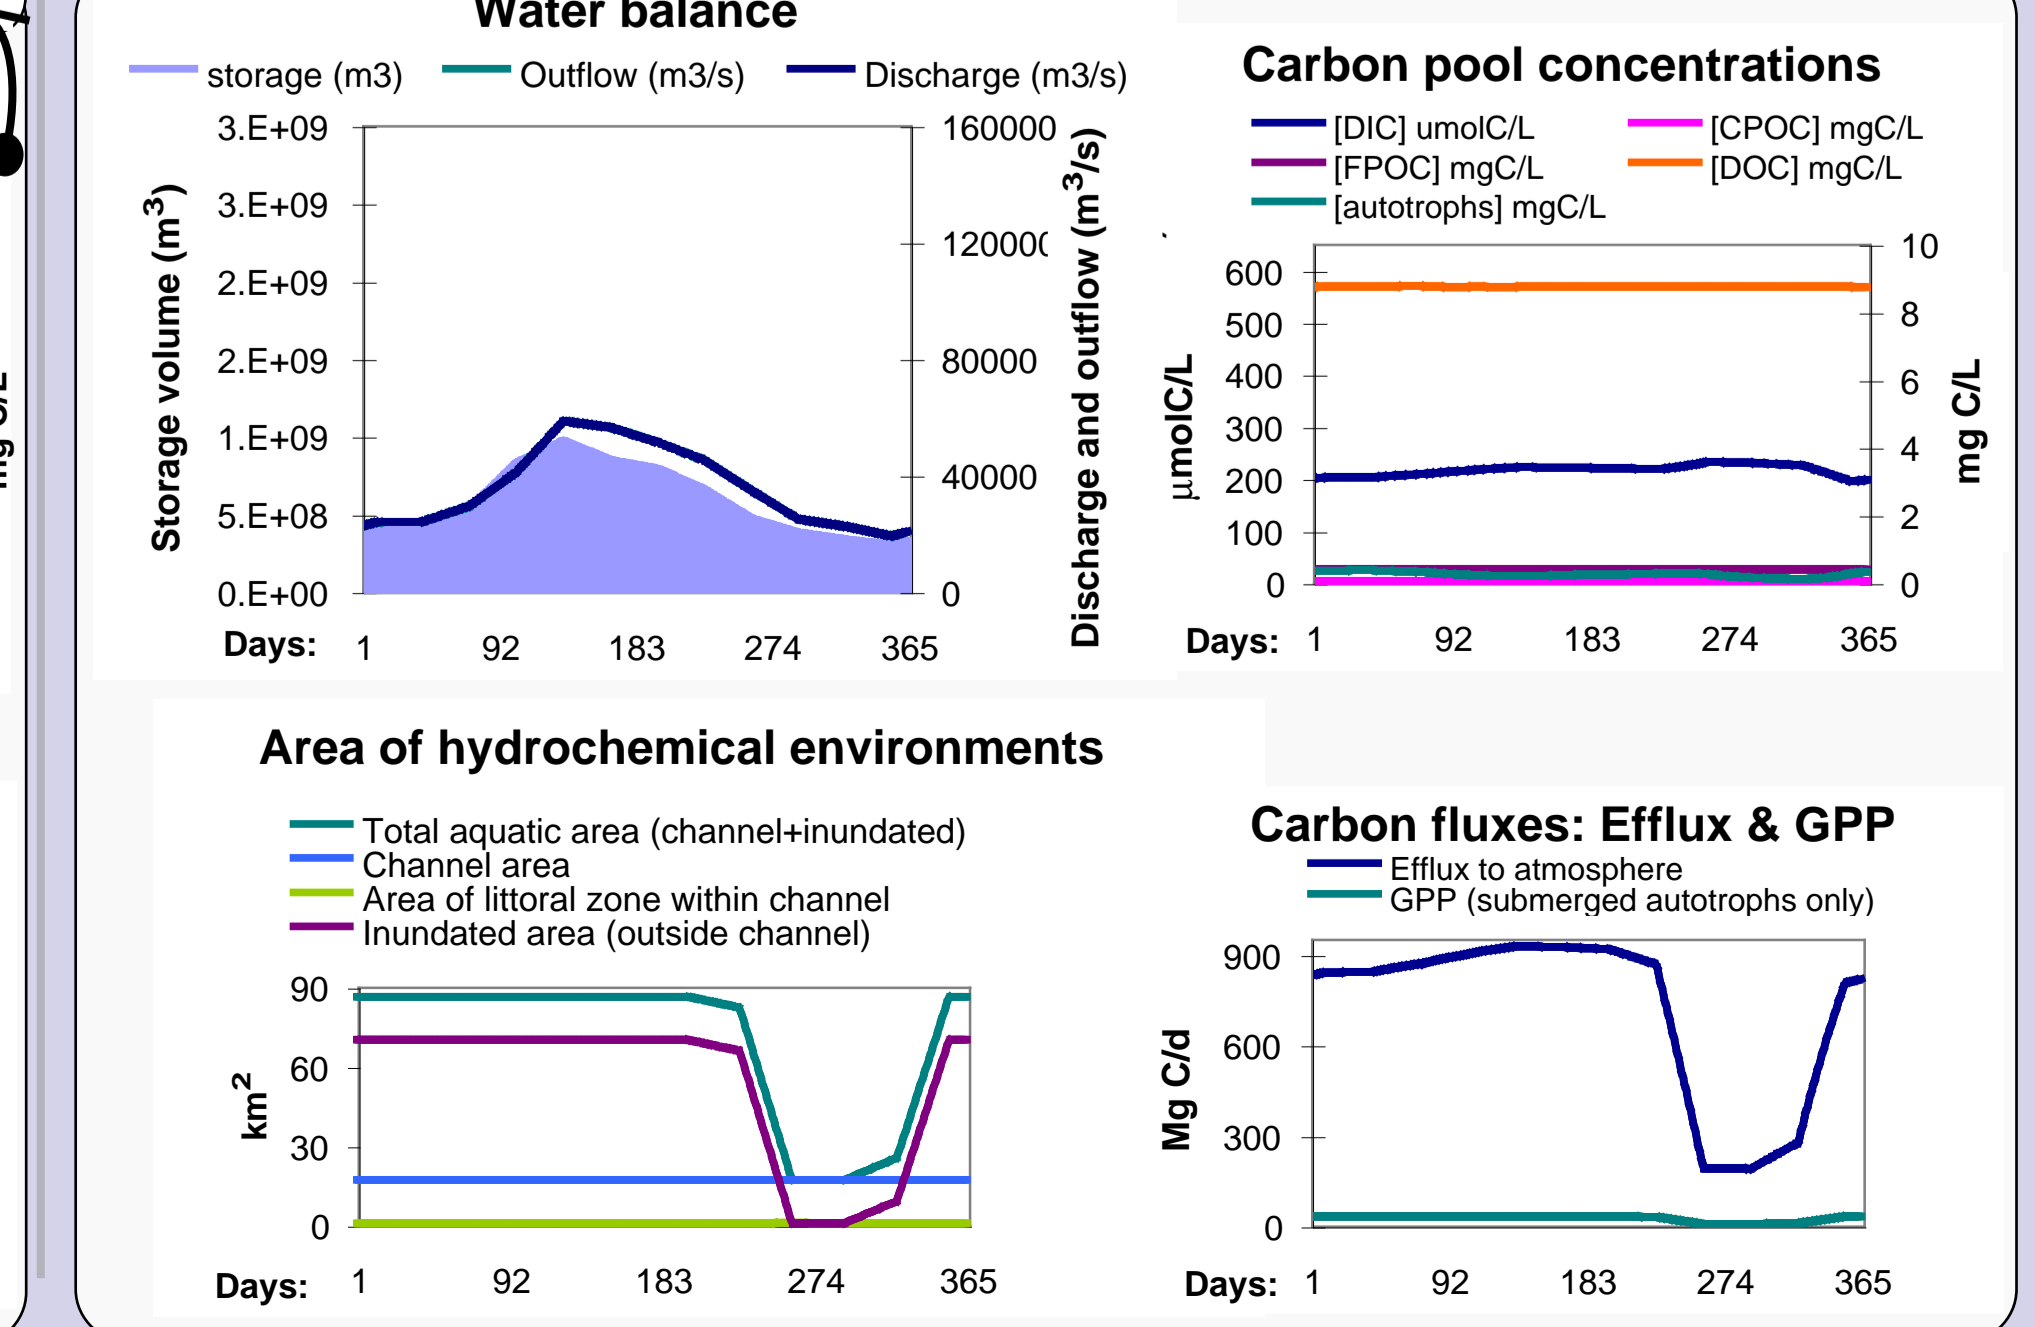 Water balance
storage (m3) Outflow (m3/s) Discharge (m3/s)
3.E+09
3.E+09
2.E+09
2.E+09
1.E+09
5.E+08
0.E+00
Storage volume (m³)
160000
120000
80000
40000
0
Discharge and outflow (m³/s)
Days: 1 92 183 274 365
Carbon pool concentrations
[DIC] umolC/L [CPOC] mgC/L
[FPOC] mgC/L [DOC] mgC/L
[autotrophs] mgC/L
600
500
400
300
200
100
0
µmolC/L
10
8
6
4
2
0
mg C/L
Days: 1 92 183 274 365
Area of hydrochemical environments
Total aquatic area (channel+inundated)
Channel area
Area of littoral zone within channel
Inundated area (outside channel)
90
60
30
0
km²
Days: 1 92 183 274 365
Carbon fluxes: Efflux & GPP
Efflux to atmosphere
GPP (submerged autotrophs only)
900
600
300
0
Mg C/d
Days: 1 92 183 274 365